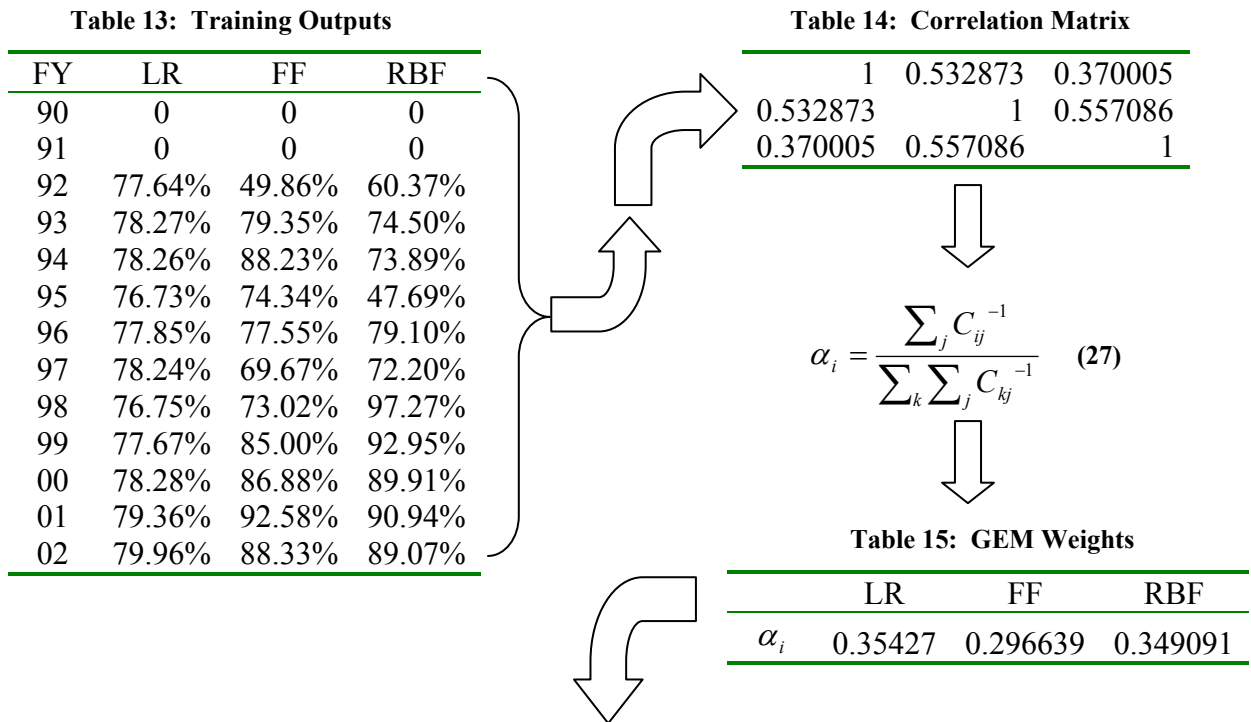 Table 13: Training Outputs
FY LR FF RBF
90 0 0 0
91 0 0 0
92 77.64% 49.86% 60.37%
93 78.27% 79.35% 74.50%
94 78.26% 88.23% 73.89%
95 76.73% 74.34% 47.69%
96 77.85% 77.55% 79.10%
97 78.24% 69.67% 72.20%
98 76.75% 73.02% 97.27%
99 77.67% 85.00% 92.95%
00 78.28% 86.88% 89.91%
01 79.36% 92.58% 90.94%
02 79.96% 88.33% 89.07%
Table 14: Correlation Matrix
1 0.532873 0.370005
0.532873 1 0.557086
0.370005 0.557086 1
α_i = ∑_j C_ij^-1 / ∑_k ∑_j C_kj^-1 (27)
Table 15: GEM Weights
LR FF RBF
α_i 0.35427 0.296639 0.349091